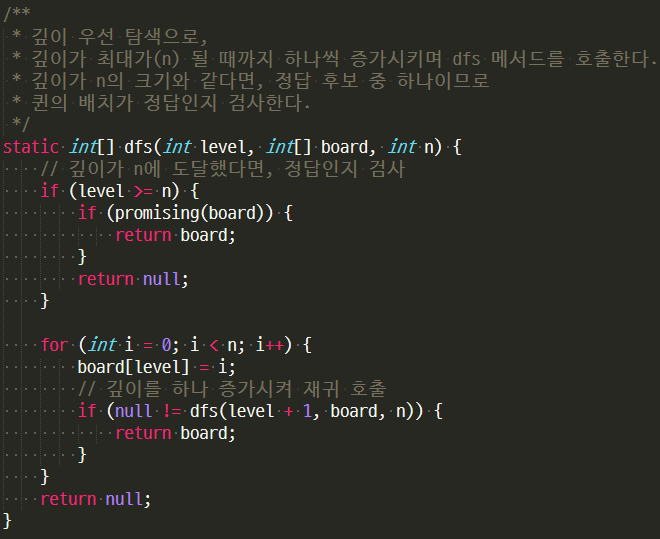 /**
 * 깊이 우선 탐색으로,
 * 깊이가 최대가(n) 될 때까지 하나씩 증가시키며 dfs 메서드를 호출한다.
 * 깊이가 n의 크기와 같다면, 정답 후보 중 하나이므로
 * 퀸의 배치가 정답인지 검사한다.
 */
static int[] dfs(int level, int[] board, int n) {
    // 깊이가 n에 도달했다면, 정답인지 검사
    if (level >= n) {
        if (promising(board)) {
            return board;
        }
        return null;
    }

    for (int i = 0; i < n; i++) {
        board[level] = i;
        // 깊이를 하나 증가시켜 재귀 호출
        if (null != dfs(level + 1, board, n)) {
            return board;
        }
    }
    return null;
}